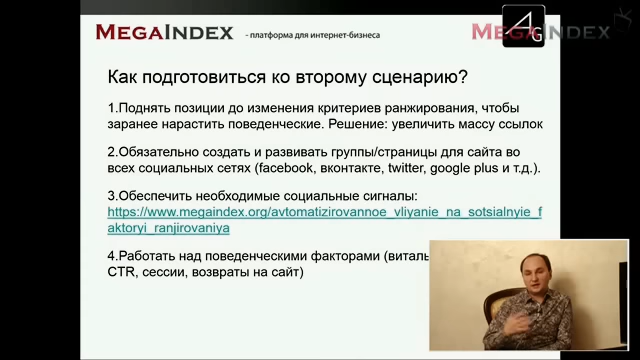 MEGAINDEX - платформа для интернет-бизнеса
AG
MEGAINDEX
Как подготовиться ко второму сценарию?
1.Поднять позиции до изменения критериев ранжирования, чтобы
заранее нарастить поведенческие. Решение: увеличить массу ссылок
2.Обязательно создать и развивать группы/страницы для сайта во
всех социальных сетях (facebook, вконтакте, twitter, google plus и т.д.).
3.Обеспечить необходимые социальные сигналы:
https://www.megaindex.org/avtomatizirovannoe_vliyanie_na_sotsialnyie_f
aktoryi_ranjirovaniya
4.Работать над поведенческими факторами (виталь
CTR, сессии, возвраты на сайт)